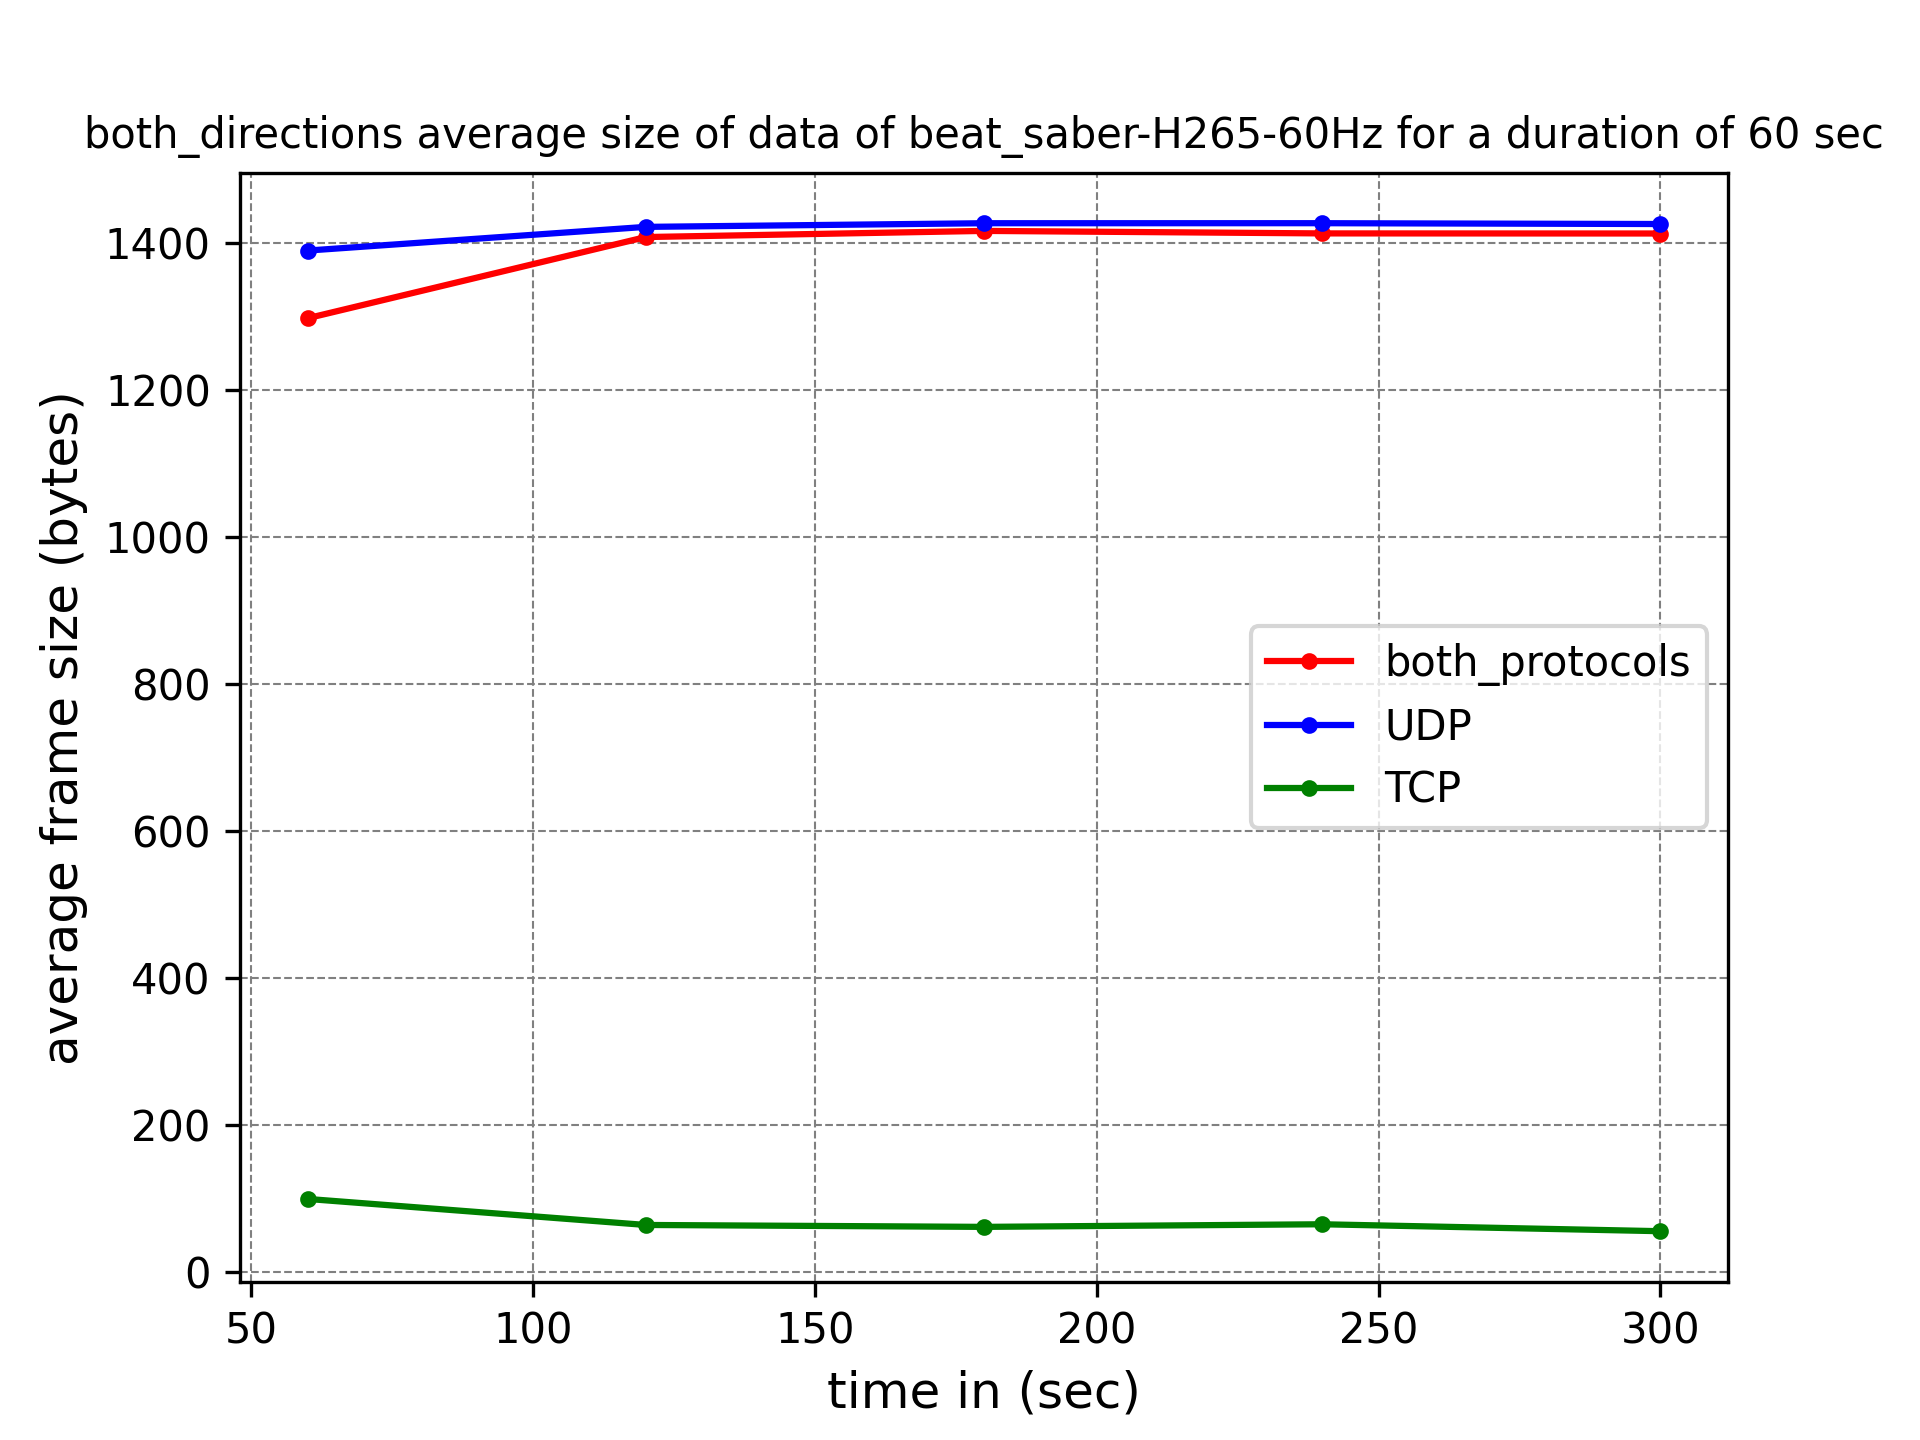 both_directions average size of data of beat_saber-H265-60Hz for a duration of 60 sec
average frame size (bytes)
1400
1200
1000
800
600
400
200
0
both_protocols
UDP
TCP
50 100 150 200 250 300
time in (sec)